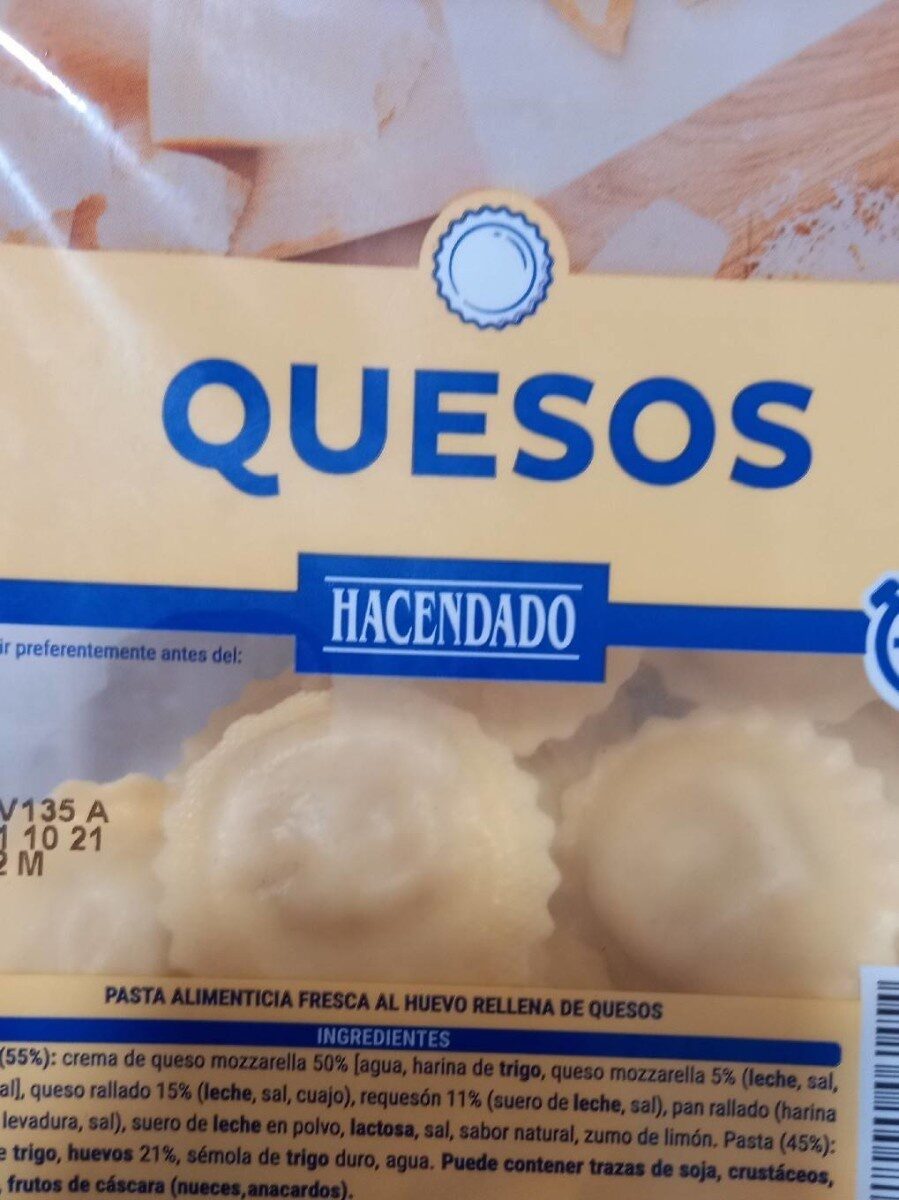 QUESOS
HACENDADO
ir preferentemente antes del:
V135 A
1 10 21
2 M
PASTA ALIMENTICIA FRESCA AL HUEVO RELLENA DE QUESOS
INGREDIENTES
(55%): crema de queso mozzarella 50% [agua, harina de trigo, queso mozzarella 5% (leche, sal,
al], queso rallado 15% (leche, sal, cuajo), requesón 11% (suero de leche, sal), pan rallado (harina
levadura, sal), suero de leche en polvo, lactosa, sal, sabor natural, zumo de limón. Pasta (45%):
e trigo, huevos 21%, sémola de trigo duro, agua. Puede contener trazas de soja, crustáceos,
, frutos de cáscara (nueces,anacardos).